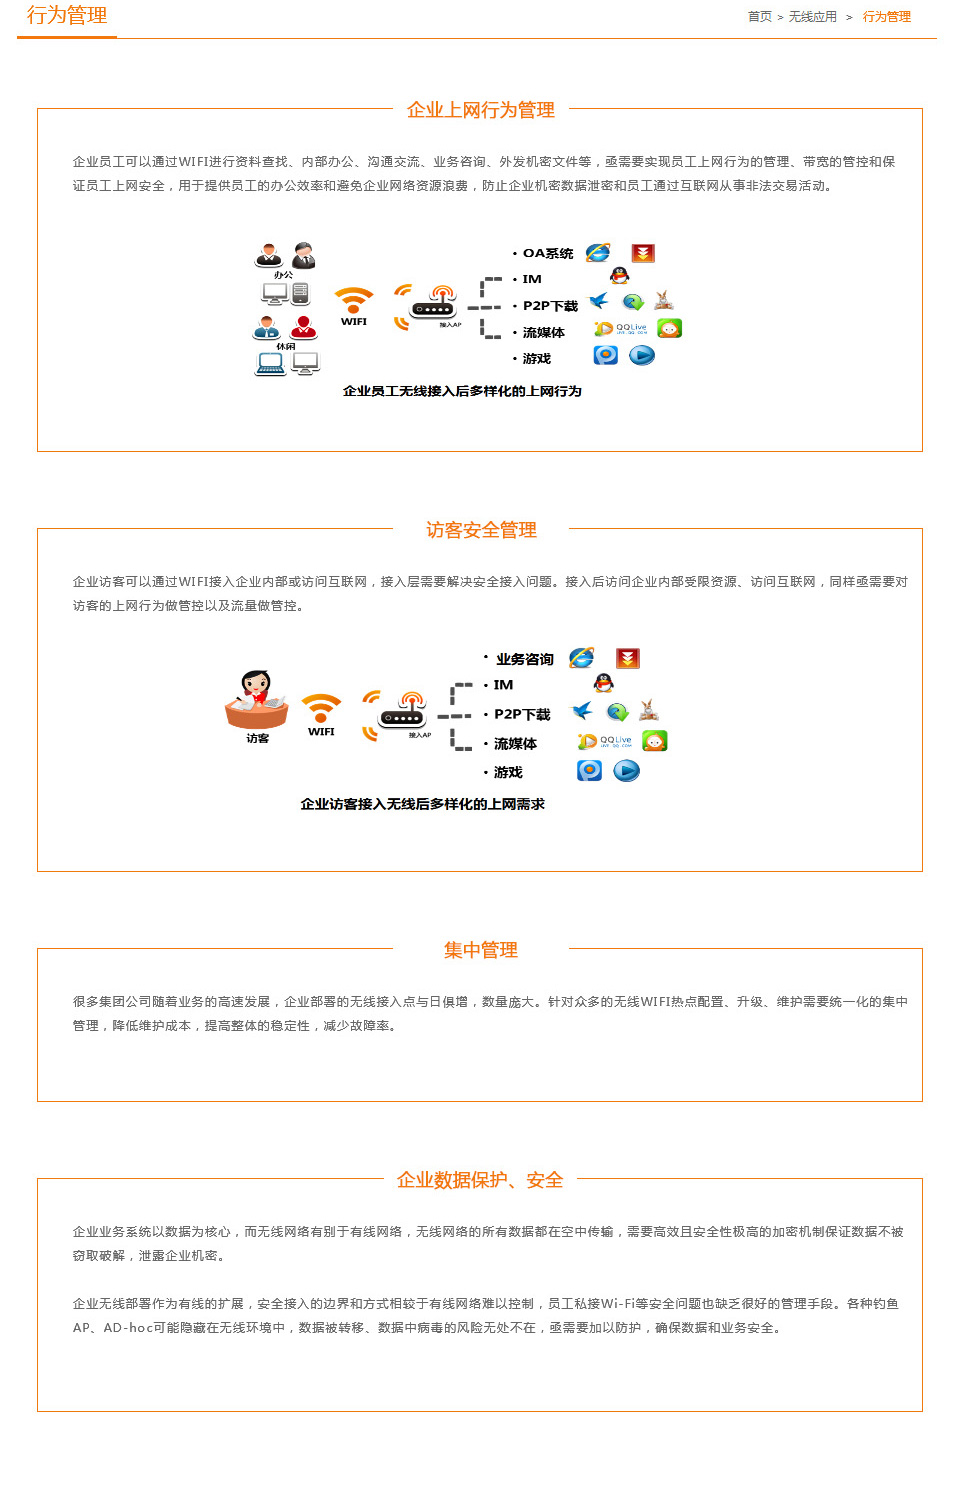 行为管理
首页 > 无线应用 > 行为管理
企业上网行为管理
企业员工可以通过WIFI进行资料查找、内部办公、沟通交流、业务咨询、外发机密文件等，亟需要实现员工上网行为的管理、带宽的管控和保
证员工上网安全，用于提供员工的办公效率和避免企业网络资源浪费，防止企业机密数据泄密和员工通过互联网从事非法交易活动。
办公
休闲
WIFI
接入AP
· OA系统
· IM
· P2P下载
· 流媒体
QQLive
LIVE.QQ.COM
· 游戏
企业员工无线接入后多样化的上网行为
访客安全管理
企业访客可以通过WIFI接入企业内部或访问互联网，接入层需要解决安全接入问题。接入后访问企业内部受限资源、访问互联网，同样亟需要对
访客的上网行为做管控以及流量做管控。
访客
WIFI
接入AP
· 业务咨询
· IM
· P2P下载
· 流媒体
QQLive
LIVE.QQ.COM
· 游戏
企业访客接入无线后多样化的上网需求
集中管理
很多集团公司随着业务的高速发展，企业部署的无线接入点与日俱增，数量庞大。针对众多的无线WIFI热点配置、升级、维护需要统一化的集中
管理，降低维护成本，提高整体的稳定性，减少故障率。
企业数据保护、安全
企业业务系统以数据为核心，而无线网络有别于有线网络，无线网络的所有数据都在空中传输，需要高效且安全性极高的加密机制保证数据不被
窃取破解，泄露企业机密。
企业无线部署作为有线的扩展，安全接入的边界和方式相较于有线网络难以控制，员工私接Wi-Fi等安全问题也缺乏很好的管理手段。各种钓鱼
AP、AD-hoc可能隐藏在无线环境中，数据被转移、数据中病毒的风险无处不在，亟需要加以防护，确保数据和业务安全。